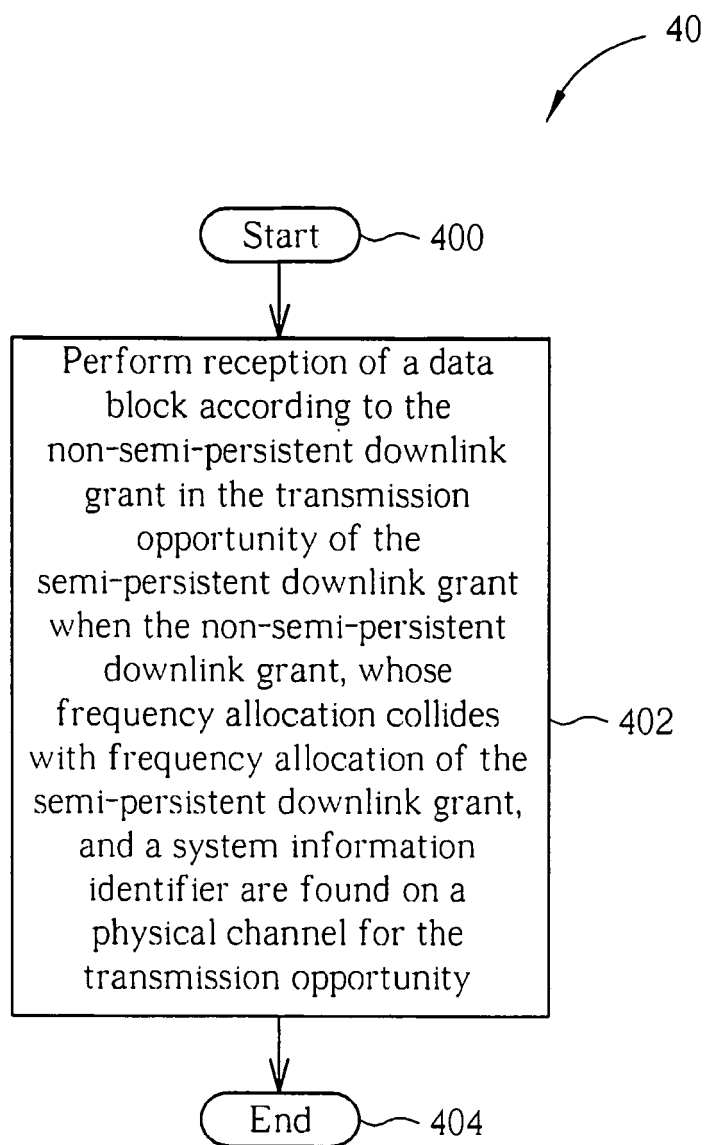 40
Start
400
Perform reception of a data
block according to the
non-semi-persistent downlink
grant in the transmission
opportunity of the
semi-persistent downlink grant
when the non-semi-persistent
downlink grant, whose
frequency allocation collides
with frequency allocation of the
semi-persistent downlink grant,
and a system information
identifier are found on a
physical channel for the
transmission opportunity
402
End
404